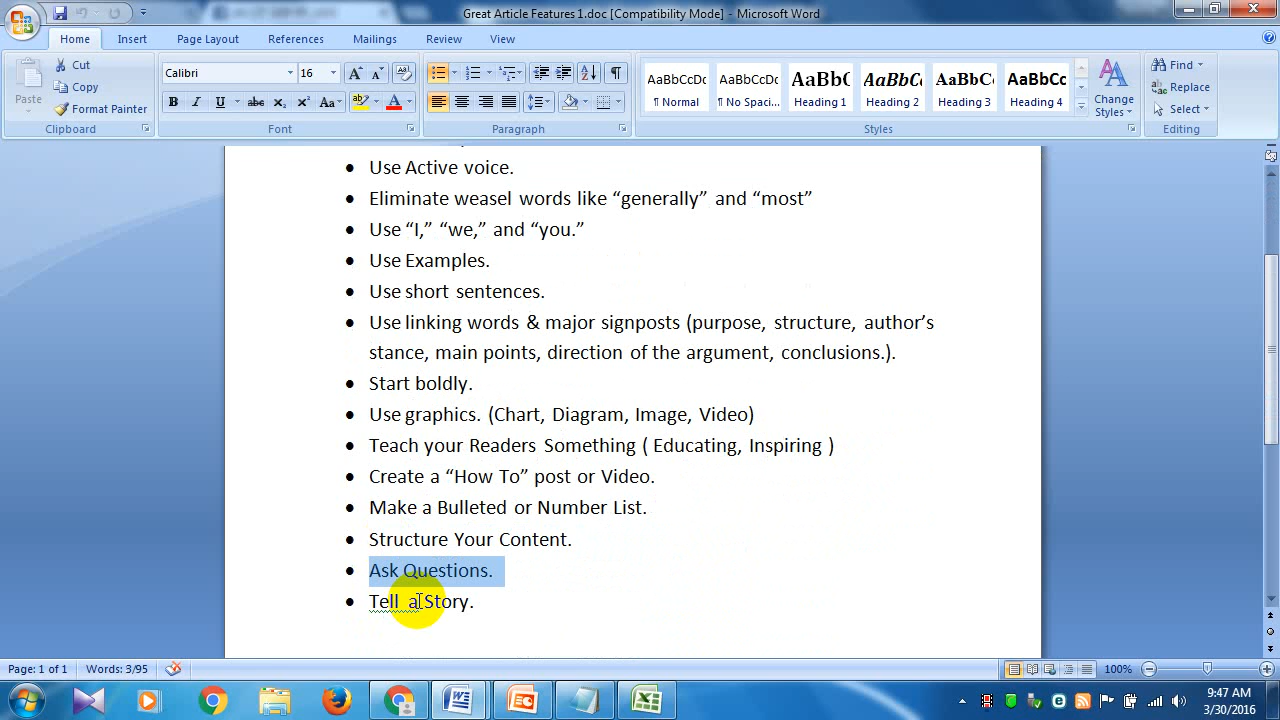 Great Article Features 1.doc [Compatibility Mode] - Microsoft Word
Home Insert Page Layout References Mailings Review View
Paste
Cut
Copy
Format Painter
Clipboard
Calibri 16
B I U abc x₂ x² Aa A
Font
Paragraph
AaBbCcDc AaBbCcDc AaBbC AaBbC AaBbC AaBbCc
¶ Normal ¶ No Spaci... Heading 1 Heading 2 Heading 3 Heading 4
Change Styles
Styles
Find
Replace
Select
Editing
• Use Active voice.
• Eliminate weasel words like “generally” and “most”
• Use “I,” “we,” and “you.”
• Use Examples.
• Use short sentences.
• Use linking words & major signposts (purpose, structure, author’s
stance, main points, direction of the argument, conclusions.).
• Start boldly.
• Use graphics. (Chart, Diagram, Image, Video)
• Teach your Readers Something ( Educating, Inspiring )
• Create a “How To” post or Video.
• Make a Bulleted or Number List.
• Structure Your Content.
• Ask Questions.
• Tell a Story.
Page: 1 of 1 Words: 3/95 100%
9:47 AM
3/30/2016